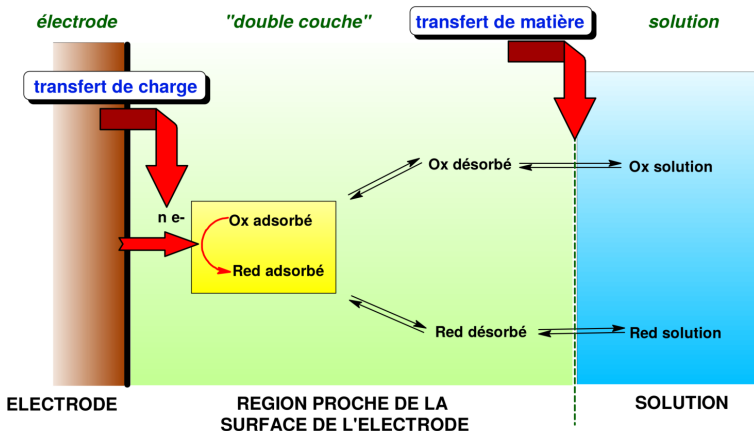 électrode
"double couche"
transfert de matière
solution
transfert de charge
Ox désorbé
Ox solution
n e-
Ox adsorbé
Red adsorbé
Red désorbé
Red solution
ELECTRODE
REGION PROCHE DE LA
SURFACE DE L'ELECTRODE
SOLUTION